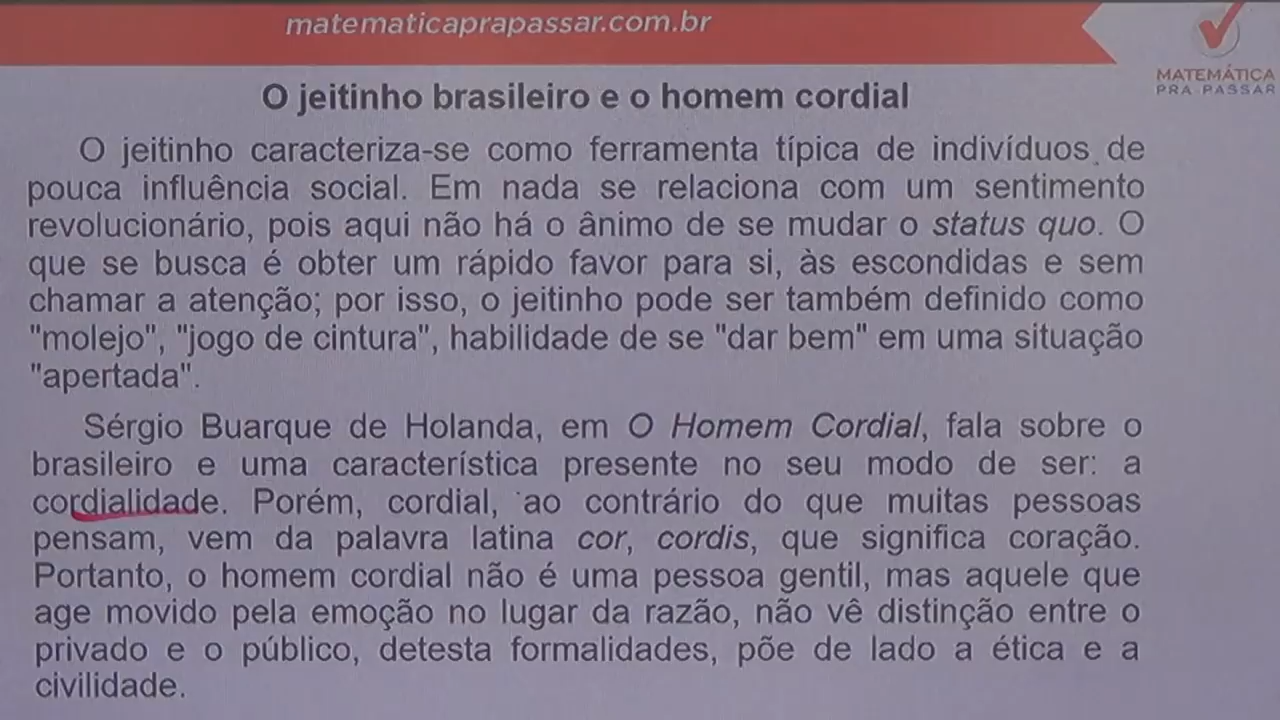 matematicaprapassar.com.br
MATEMÁTICA
PRA PASSAR
O jeitinho brasileiro e o homem cordial
O jeitinho caracteriza-se como ferramenta típica de indivíduos de
pouca influência social. Em nada se relaciona com um sentimento
revolucionário, pois aqui não há o ânimo de se mudar o status quo. O
que se busca é obter um rápido favor para si, às escondidas e sem
chamar a atenção; por isso, o jeitinho pode ser também definido como
"molejo", "jogo de cintura", habilidade de se "dar bem" em uma situação
"apertada".
Sérgio Buarque de Holanda, em O Homem Cordial, fala sobre o
brasileiro e uma característica presente no seu modo de ser: a
cordialidade. Porém, cordial, ao contrário do que muitas pessoas
pensam, vem da palavra latina cor, cordis, que significa coração.
Portanto, o homem cordial não é uma pessoa gentil, mas aquele que
age movido pela emoção no lugar da razão, não vê distinção entre o
privado e o público, detesta formalidades, põe de lado a ética e a
civilidade.